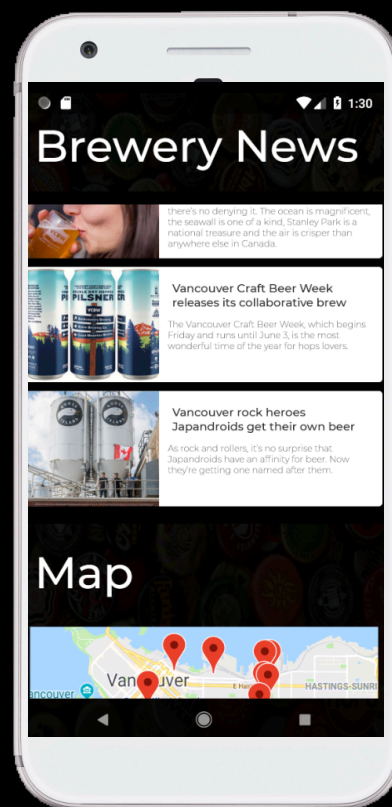 1:30
Brewery News
there's no denying it. The ocean is magnificent,
the seawall is one of a kind, Stanley Park is a
national treasure and the air is crisper than
anywhere else in Canada.
PILSNER
Vancouver Craft Beer Week
releases its collaborative brew
The Vancouver Craft Beer Week, which begins
Friday and runs until June 3, is the most
wonderful time of the year for hops lovers.
Vancouver rock heroes
Japandroids get their own beer
As rock and rollers, it's no surprise that
Japandroids have an affinity for beer. Now
they're getting one named after them.
Map
Vancouver
E Har
HASTINGS-SUNRI
ancouver